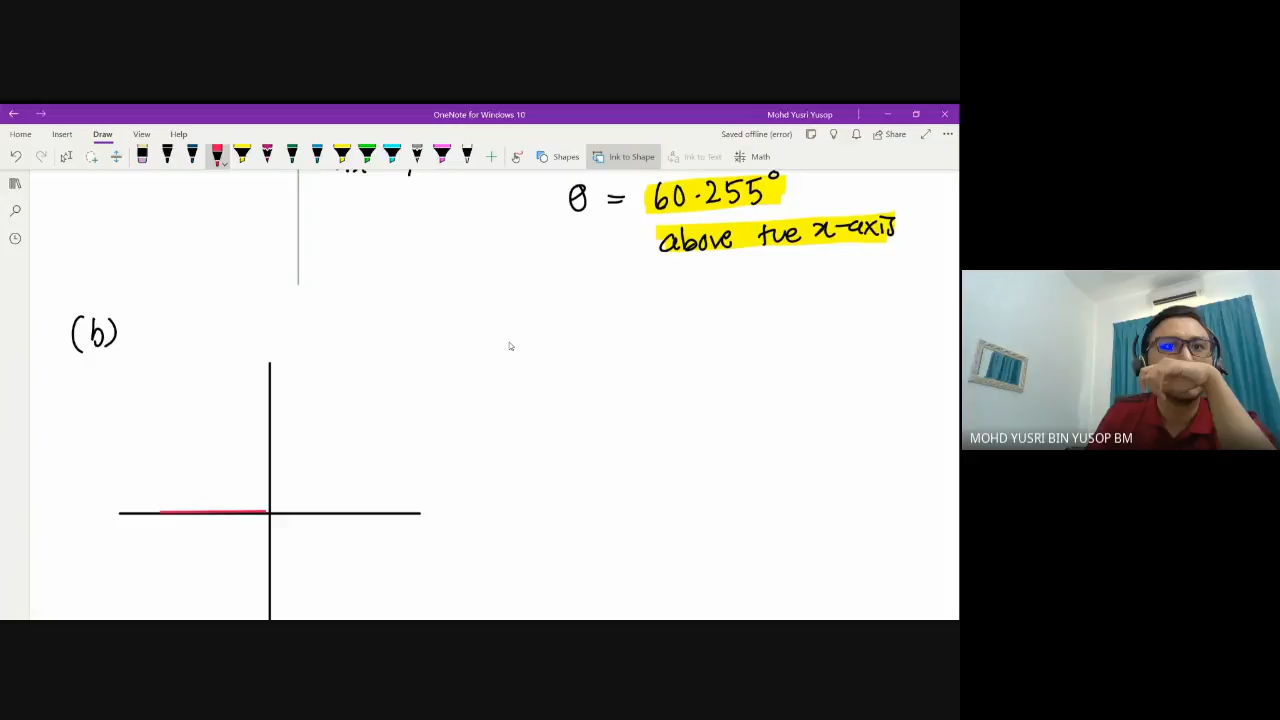 OneNote for Windows 10
Mohd Yusri Yusop
Home Insert Draw View Help
Saved offline (error)
Share
Shapes
Ink to Shape
Ink to Text
Math
θ = 60.255°
above +ve x-axis
(b)
MOHD YUSRI BIN YUSOP BM